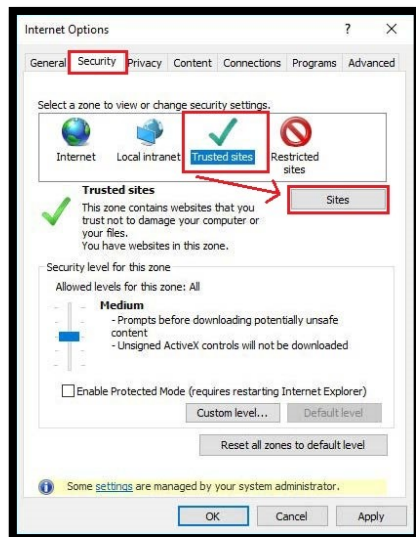 Internet Options ? X
General Security Privacy Content Connections Programs Advanced
Select a zone to view or change security settings.
Internet Local intranet Trusted sites Restricted
sites
Trusted sites
Sites
This zone contains websites that you
trust not to damage your computer or
your files.
You have websites in this zone.
Security level for this zone
Allowed levels for this zone: All
Medium
- Prompts before downloading potentially unsafe
content
- Unsigned ActiveX controls will not be downloaded
Enable Protected Mode (requires restarting Internet Explorer)
Custom level... Default level
Reset all zones to default level
Some settings are managed by your system administrator.
OK Cancel Apply